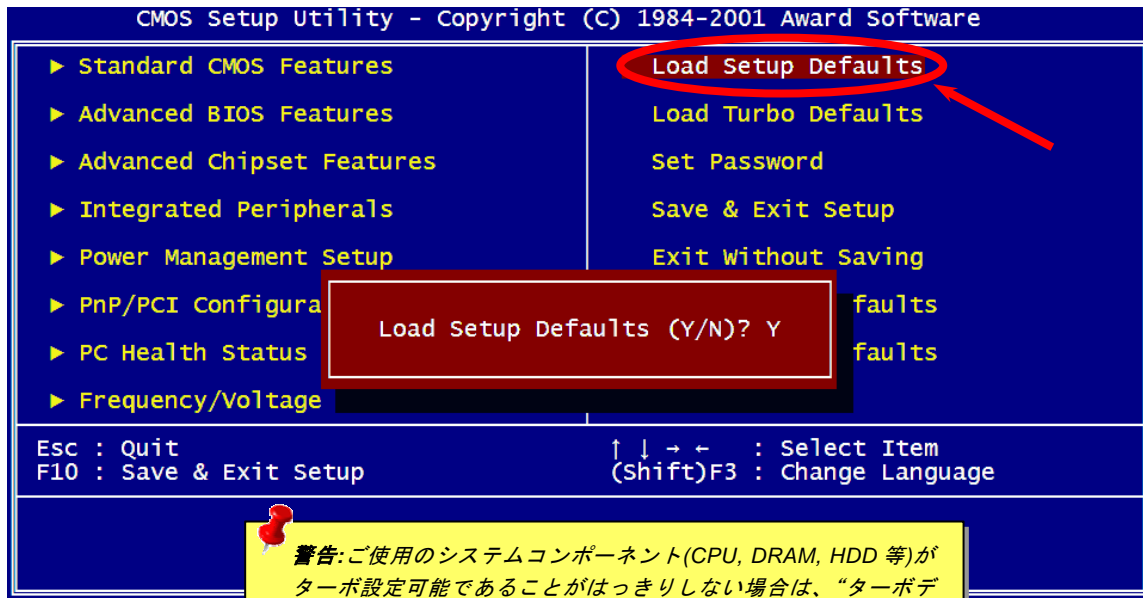 CMOS Setup Utility – Copyright (C) 1984–2001 Award Software
► Standard CMOS Features
► Advanced BIOS Features
► Advanced Chipset Features
► Integrated Peripherals
► Power Management Setup
► PnP/PCI Configura
► PC Health Status
► Frequency/Voltage
Load Setup Defaults
Load Turbo Defaults
Set Password
Save & Exit Setup
Exit Without Saving
faults
faults
Load Setup Defaults (Y/N)? Y
Esc : Quit
F10 : Save & Exit Setup
↑ ↓ → ← : Select Item
(Shift)F3 : Change Language
警告:ご使用のシステムコンポーネント(CPU, DRAM, HDD 等)が
ターボ設定可能であることがはっきりしない場合は、“ターボデ